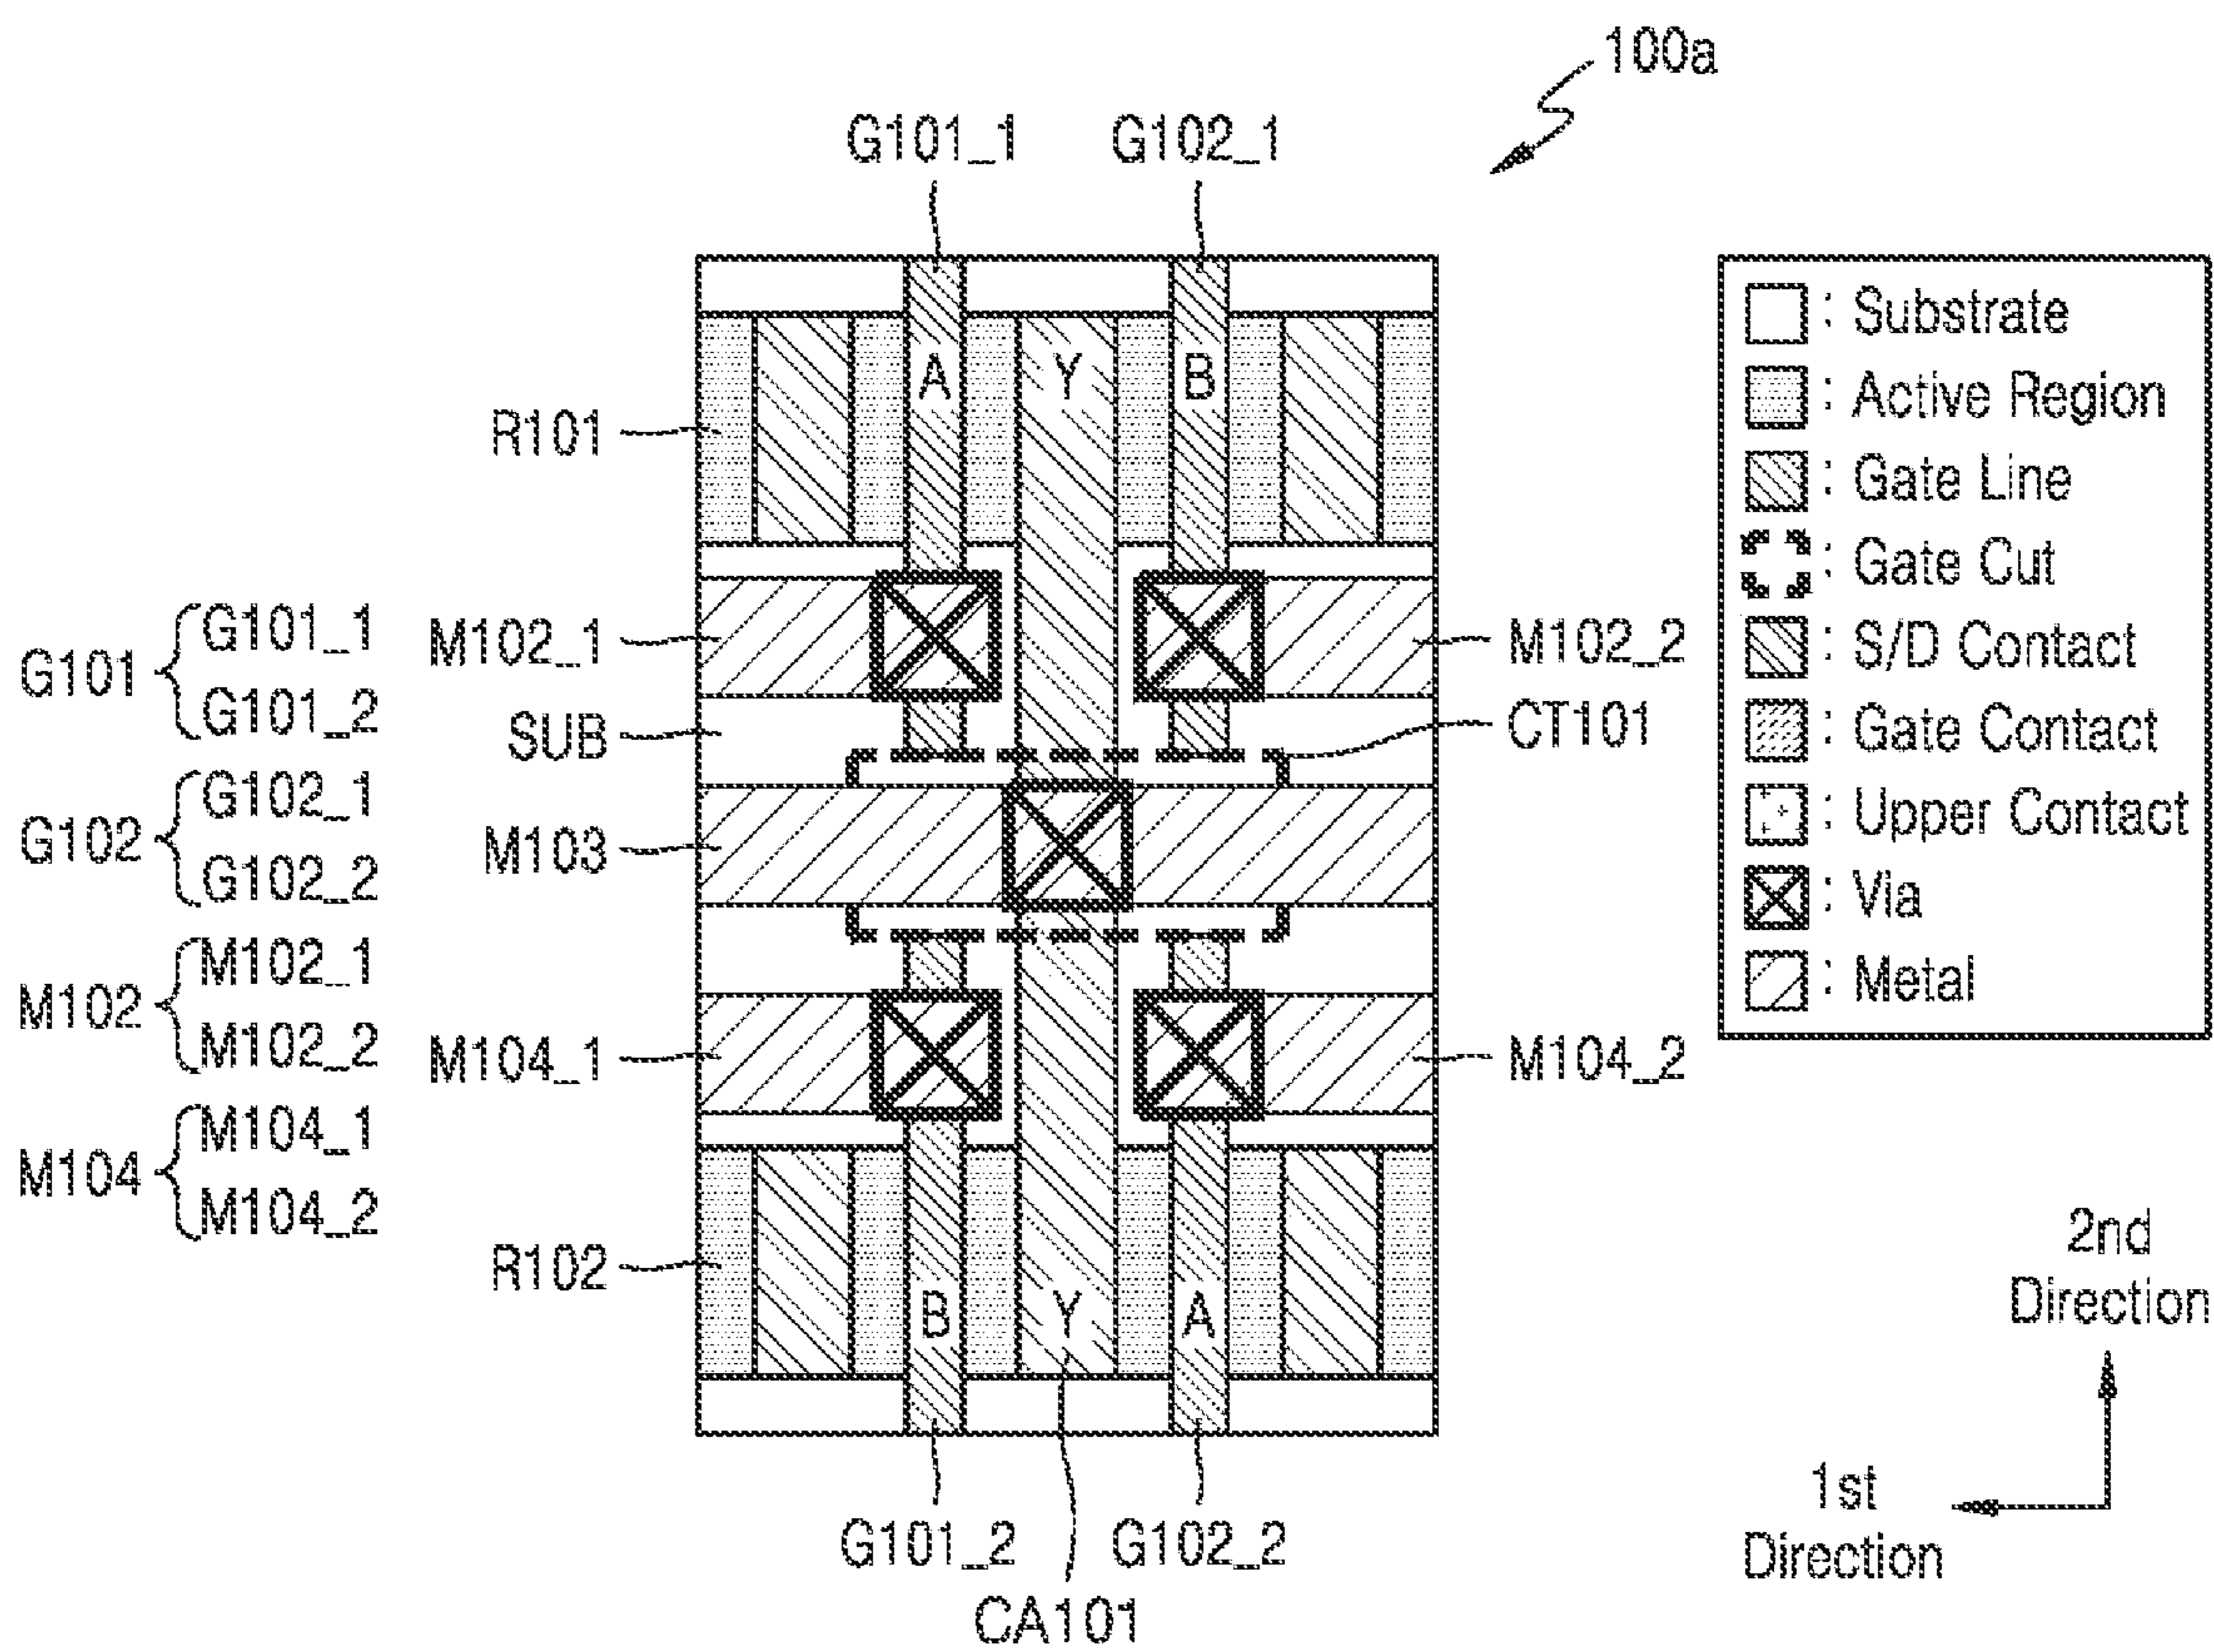 100a
G101_1 G102_1
A Y B
R101
M102_1 M102_2
SUB CT101
M103
M104_1 M104_2
R102
B Y A
G101_2 G102_2
CA101
G101 { G101_1
G101_2
G102 { G102_1
G102_2
M102 { M102_1
M102_2
M104 { M104_1
M104_2
: Substrate
: Active Region
: Gate Line
: Gate Cut
: S/D Contact
: Gate Contact
: Upper Contact
: Via
: Metal
2nd
Direction
1st
Direction